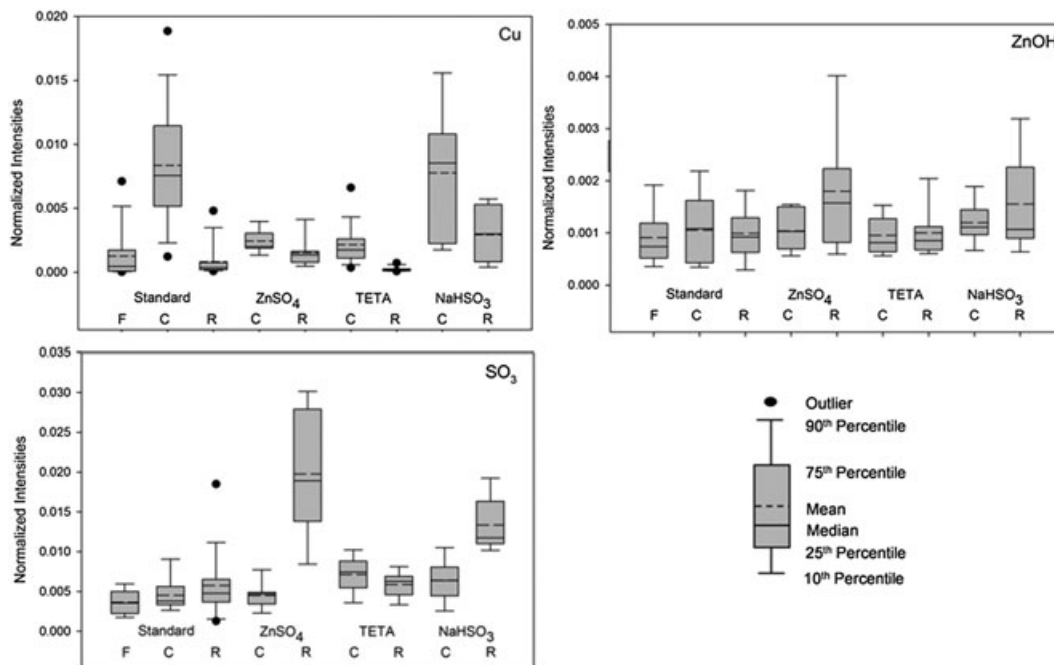 0.020
Cu
0.015
0.010
0.005
0.000
Normalized Intensities
Standard ZnSO4 TETA NaHSO3
F C R C R C R C R
0.005
ZnOH
0.004
0.003
0.002
0.001
0.000
Normalized Intensities
Standard ZnSO4 TETA NaHSO3
F C R C R C R C R
0.035
SO3
0.030
0.025
0.020
0.015
0.010
0.005
0.000
Normalized Intensities
Standard ZnSO4 TETA NaHSO3
F C R C R C R C R
Outlier
90th Percentile
75th Percentile
Mean
Median
25th Percentile
10th Percentile